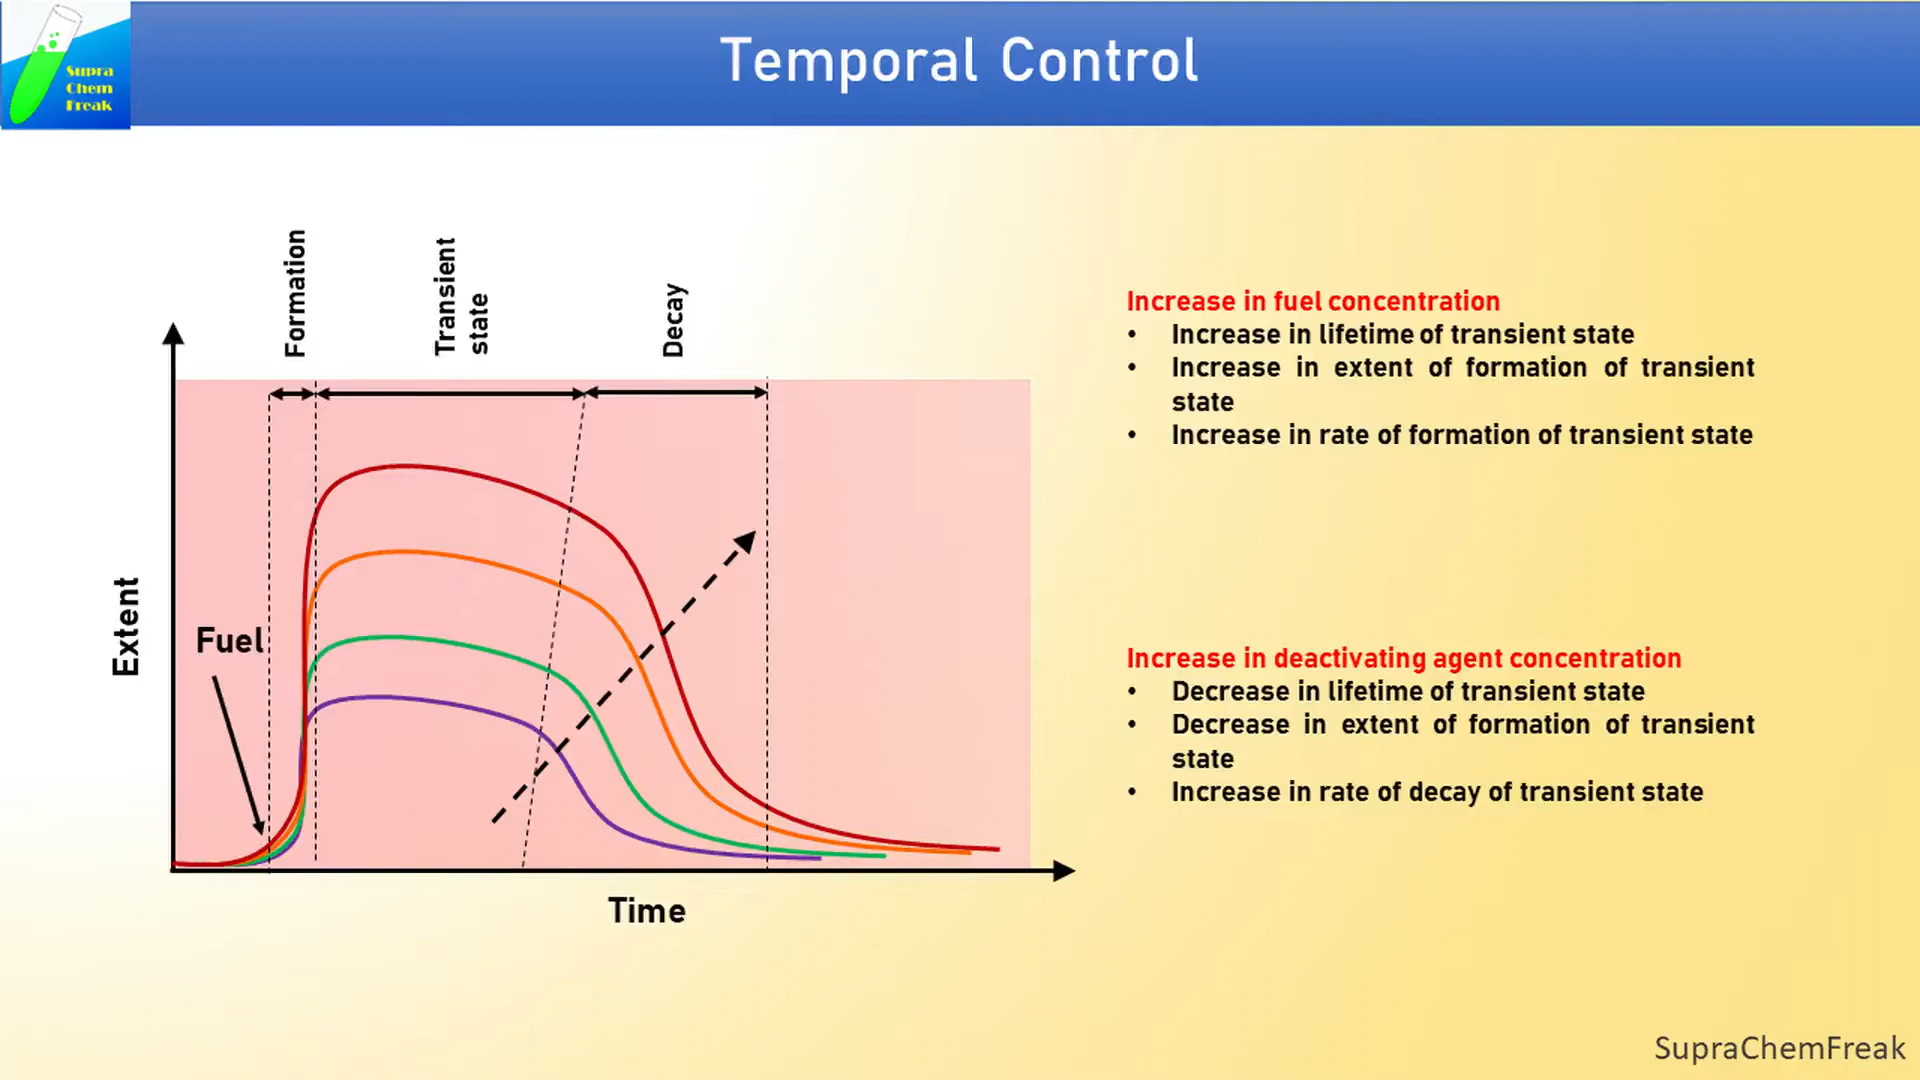 Supra
Chem
Freak
Temporal Control
Formation
Transient
state
Decay
Extent
Fuel
Time
Increase in fuel concentration
• Increase in lifetime of transient state
• Increase in extent of formation of transient
state
• Increase in rate of formation of transient state
Increase in deactivating agent concentration
• Decrease in lifetime of transient state
• Decrease in extent of formation of transient
state
• Increase in rate of decay of transient state
SupraChemFreak